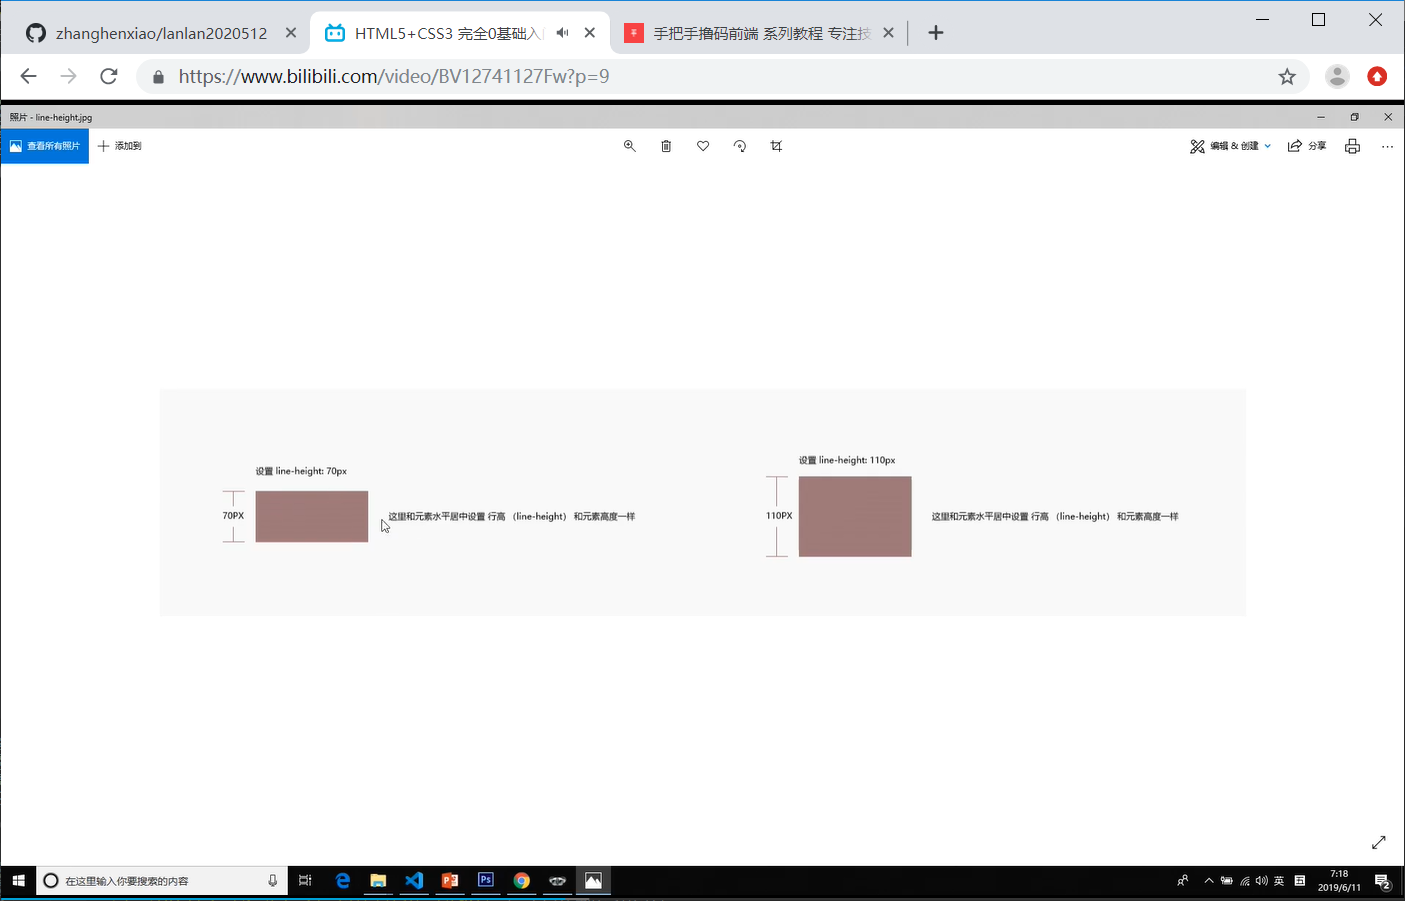 zhanghenxiao/lanlan2020512
HTML5+CSS3 完全0基础入
手把手撸码前端 系列教程 专注技
https://www.bilibili.com/video/BV12741127Fw?p=9
照片 - line-height.jpg
查看所有照片
添加到
编辑 & 创建
分享
设置 line-height: 70px
70PX
这里和元素水平居中设置 行高 （line-height） 和元素高度一样
设置 line-height: 110px
110PX
这里和元素水平居中设置 行高 （line-height） 和元素高度一样
在这里输入你要搜索的内容
英
7:18
2019/6/11
2